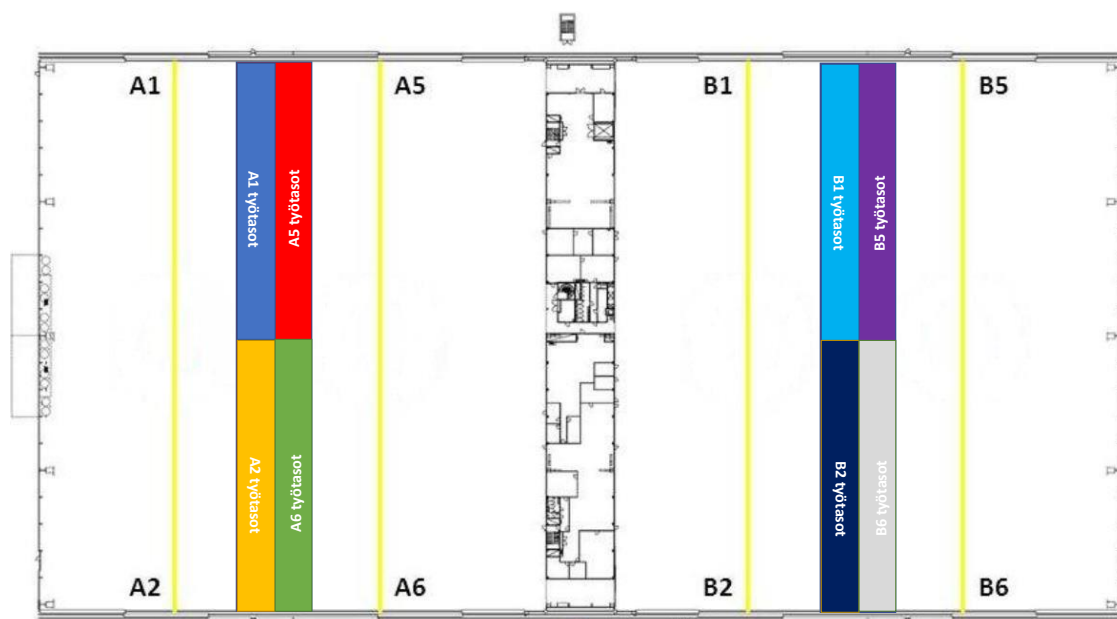 A1
A5
B1
B5
A1 työtasot
A5 työtasot
B1 työtasot
B5 työtasot
A2 työtasot
A6 työtasot
B2 työtasot
B6 työtasot
A2
A6
B2
B6